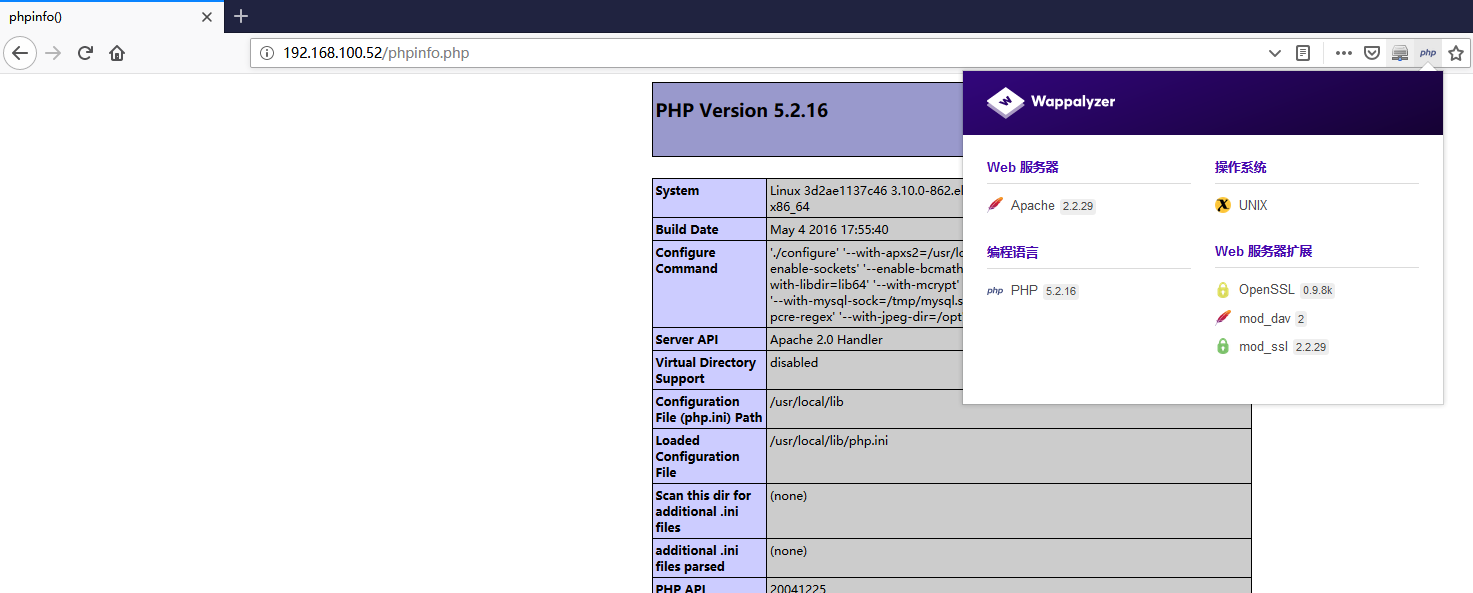 phpinfo()
192.168.100.52/phpinfo.php
php
PHP Version 5.2.16
System
Linux 3d2ae1137c46 3.10.0-862.el
x86_64
Build Date
May 4 2016 17:55:40
Configure
Command
'./configure' '--with-apxs2=/usr/lo
enable-sockets' '--enable-bcmath
with-libdir=lib64' '--with-mcrypt'
'--with-mysql-sock=/tmp/mysql.s
pcre-regex' '--with-jpeg-dir=/opt
Server API
Apache 2.0 Handler
Virtual Directory
Support
disabled
Configuration
File (php.ini) Path
/usr/local/lib
Loaded
Configuration
File
/usr/local/lib/php.ini
Scan this dir for
additional .ini
files
(none)
additional .ini
files parsed
(none)
PHP API
20041225
W
Wappalyzer
Web 服务器
Apache 2.2.29
编程语言
php PHP 5.2.16
操作系统
UNIX
Web 服务器扩展
OpenSSL 0.9.8k
mod_dav 2
mod_ssl 2.2.29